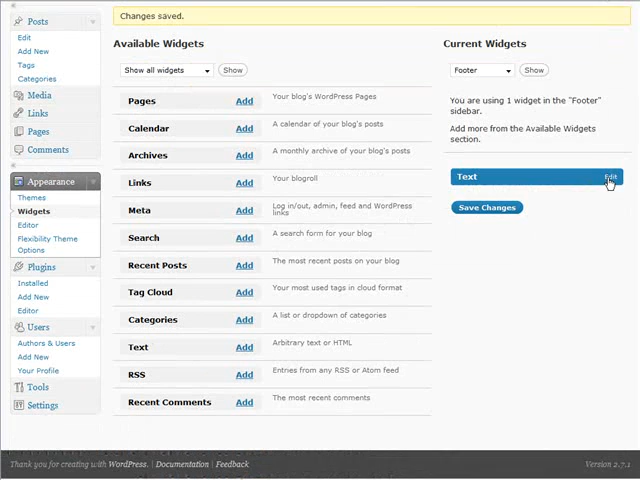 Changes saved.
Posts
Edit
Add New
Tags
Categories
Media
Links
Pages
Comments
Appearance
Themes
Widgets
Editor
Flexibility Theme
Options
Plugins
Installed
Add New
Editor
Users
Authors & Users
Add New
Your Profile
Tools
Settings
Available Widgets
Show all widgets Show
Pages Add Your blog's WordPress Pages
Calendar Add A calendar of your blog's posts
Archives Add A monthly archive of your blog's posts
Links Add Your blogroll
Meta Add Log in/out, admin, feed and WordPress
links
Search Add A search form for your blog
Recent Posts Add The most recent posts on your blog
Tag Cloud Add Your most used tags in cloud format
Categories Add A list or dropdown of categories
Text Add Arbitrary text or HTML
RSS Add Entries from any RSS or Atom feed
Recent Comments Add The most recent comments
Current Widgets
Footer Show
You are using 1 widget in the "Footer"
sidebar.
Add more from the Available Widgets
section.
Text Edit
Save Changes
Thank you for creating with WordPress. | Documentation | Feedback Version 2.7.1